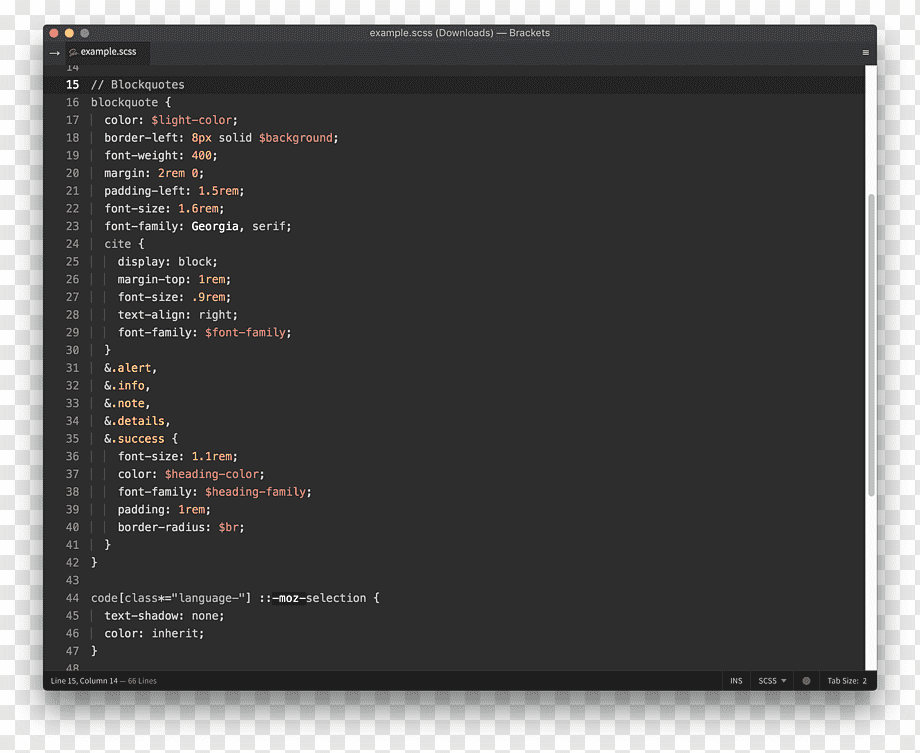 example.scss (Downloads) — Brackets
→ example.scss
14
15 // Blockquotes
16 blockquote {
17 color: $light-color;
18 border-left: 8px solid $background;
19 font-weight: 400;
20 margin: 2rem 0;
21 padding-left: 1.5rem;
22 font-size: 1.6rem;
23 font-family: Georgia, serif;
24 cite {
25 display: block;
26 margin-top: 1rem;
27 font-size: .9rem;
28 text-align: right;
29 font-family: $font-family;
30 }
31 &.alert,
32 &.info,
33 &.note,
34 &.details,
35 &.success {
36 font-size: 1.1rem;
37 color: $heading-color;
38 font-family: $heading-family;
39 padding: 1rem;
40 border-radius: $br;
41 }
42 }
43
44 code[class*="language-"] ::-moz-selection {
45 text-shadow: none;
46 color: inherit;
47 }
48
Line 15, Column 14 — 66 Lines INS SCSS Tab Size: 2